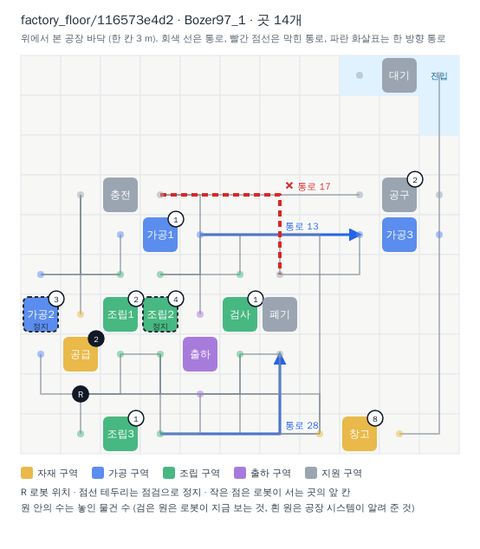 factory_floor/116573e4d2 · Bozer97_1 · 곳 14개
위에서 본 공장 바닥 (한 칸 3 m). 회색 선은 통로, 빨간 점선은 막힌 통로, 파란 화살표는 한 방향 통로
대기
충전
✕ 통로 17
2
공구
1
가공1
통로 13
가공3
3
가공2
정지
2
조립1
4
조립2
정지
1
검사
폐기
2
공급
출하
R
1
조립3
통로 28
8
창고
자재 구역
가공 구역
조립 구역
출하 구역
지원 구역
R 로봇 위치 · 점선 테두리는 점검으로 정지 · 작은 점은 로봇이 서는 곳의 앞 칸
원 안의 수는 놓인 물건 수 (검은 원은 로봇이 지금 보는 것, 흰 원은 공장 시스템이 알려 준 것)